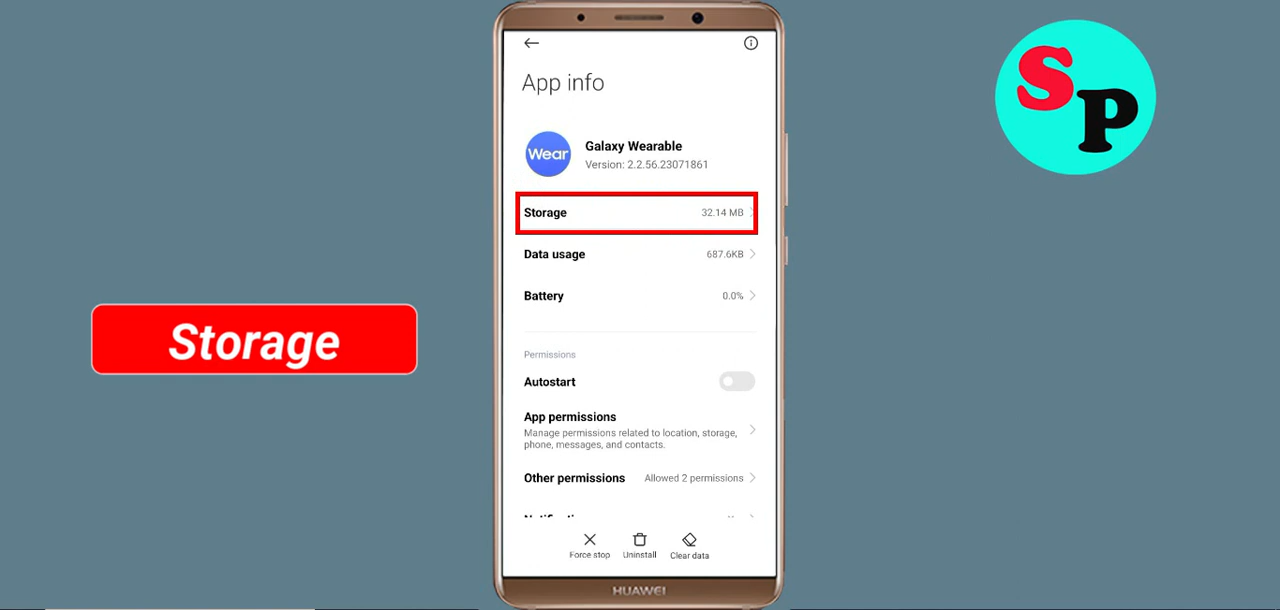 App info
Wear
Galaxy Wearable
Version: 2.2.56.23071861
Storage 32.14 MB
Data usage 687.6KB
Battery 0.0%
Permissions
Autostart
App permissions
Manage permissions related to location, storage,
phone, messages, and contacts.
Other permissions Allowed 2 permissions
Force stop Uninstall Clear data
HUAWEI
Storage
SP